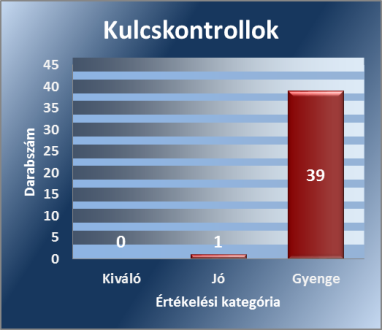 Kulcskontrollok
Darabszám
45
40
35
30
25
20
15
10
5
0
0
1
39
Kiváló
Jó
Gyenge
Értékelési kategória